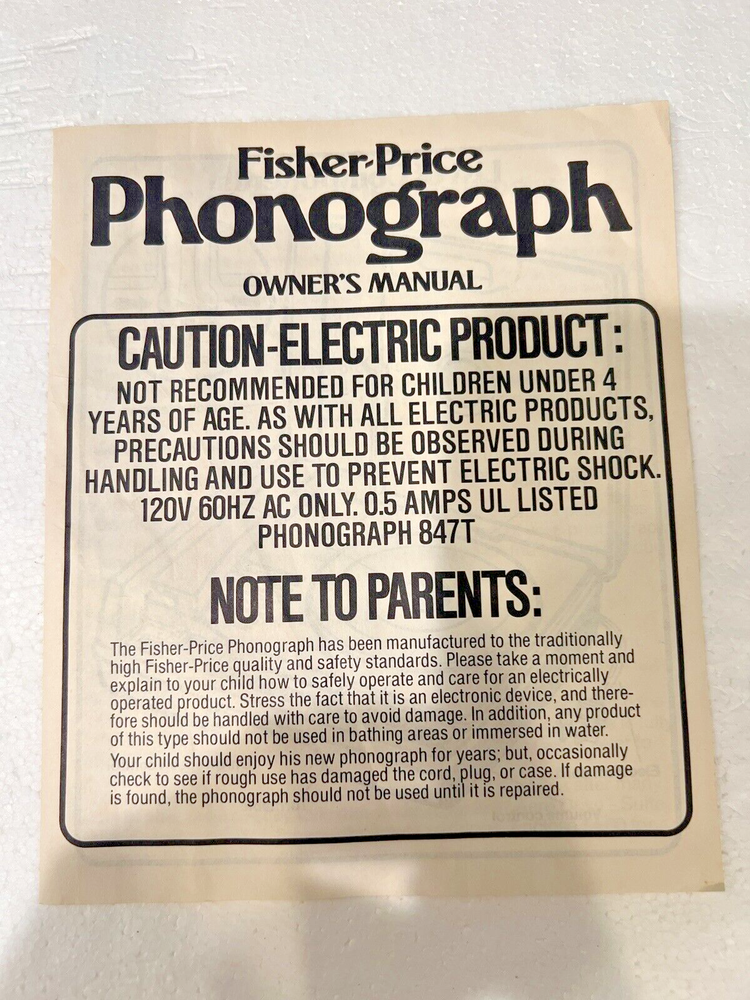 Fisher-Price
Phonograph
OWNER'S MANUAL
CAUTION-ELECTRIC PRODUCT:
NOT RECOMMENDED FOR CHILDREN UNDER 4
YEARS OF AGE. AS WITH ALL ELECTRIC PRODUCTS,
PRECAUTIONS SHOULD BE OBSERVED DURING
HANDLING AND USE TO PREVENT ELECTRIC SHOCK.
120V 60HZ AC ONLY. 0.5 AMPS UL LISTED
PHONOGRAPH 847T
NOTE TO PARENTS:
The Fisher-Price Phonograph has been manufactured to the traditionally
high Fisher-Price quality and safety standards. Please take a moment and
explain to your child how to safely operate and care for an electrically
operated product. Stress the fact that it is an electronic device, and there-
fore should be handled with care to avoid damage. In addition, any product
of this type should not be used in bathing areas or immersed in water.
Your child should enjoy his new phonograph for years; but, occasionally
check to see if rough use has damaged the cord, plug, or case. If damage
is found, the phonograph should not be used until it is repaired.